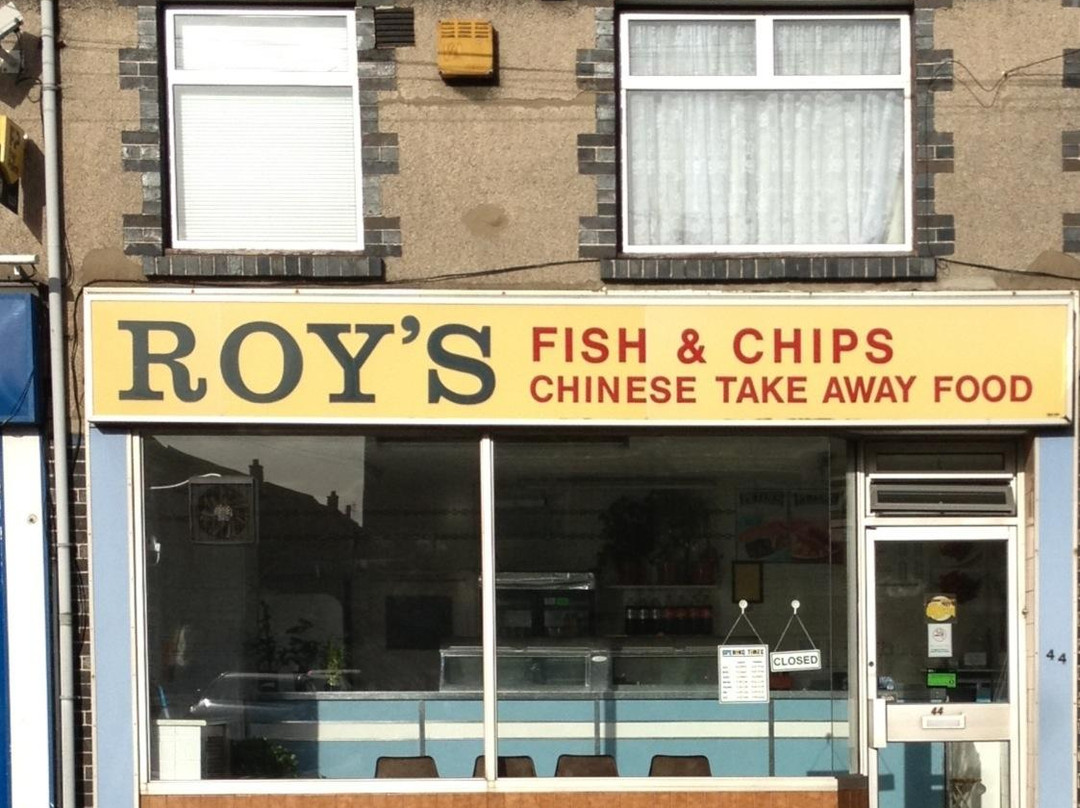 ROY'S
FISH & CHIPS
CHINESE TAKE AWAY FOOD
OPENING TIMES
CLOSED
44
44